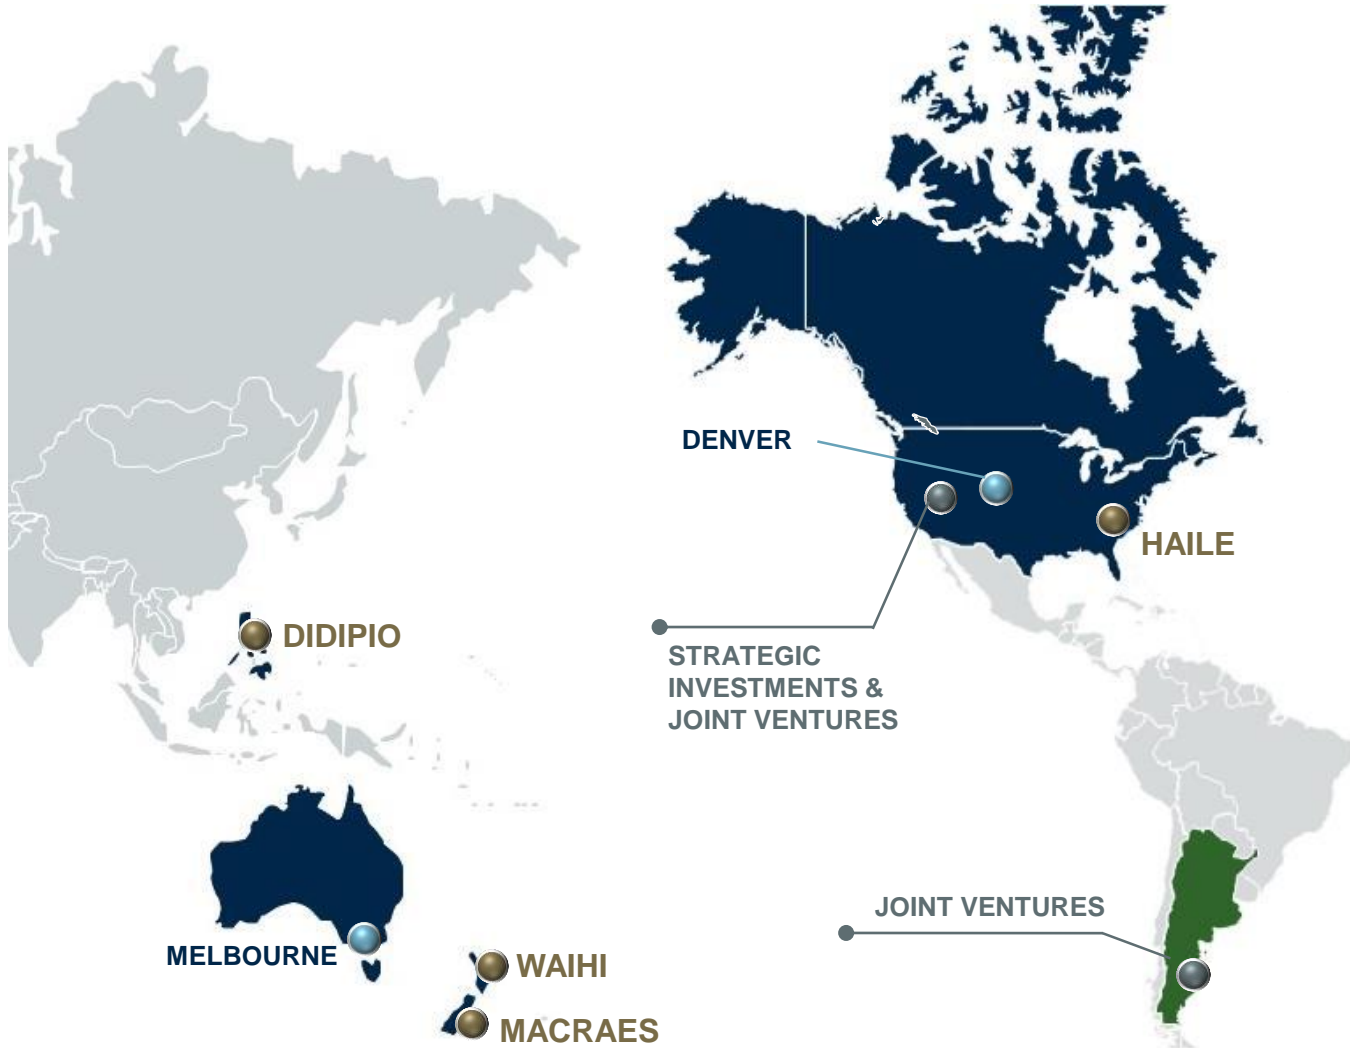 DENVER
HAILE
DIDIPIO
STRATEGIC
INVESTMENTS &
JOINT VENTURES
JOINT VENTURES
MELBOURNE
WAIHI
MACRAES